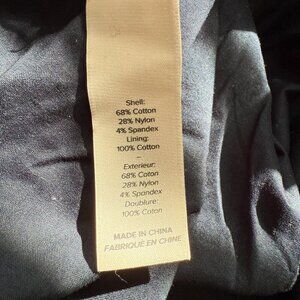 Shell:
68% Cotton
28% Nylon
4% Spandex
Lining:
100% Cotton
–
Exterieur:
68% Coton
28% Nylon
4% Spandex
Doublure:
100% Coton
MADE IN CHINA
FABRIQUÉ EN CHINE